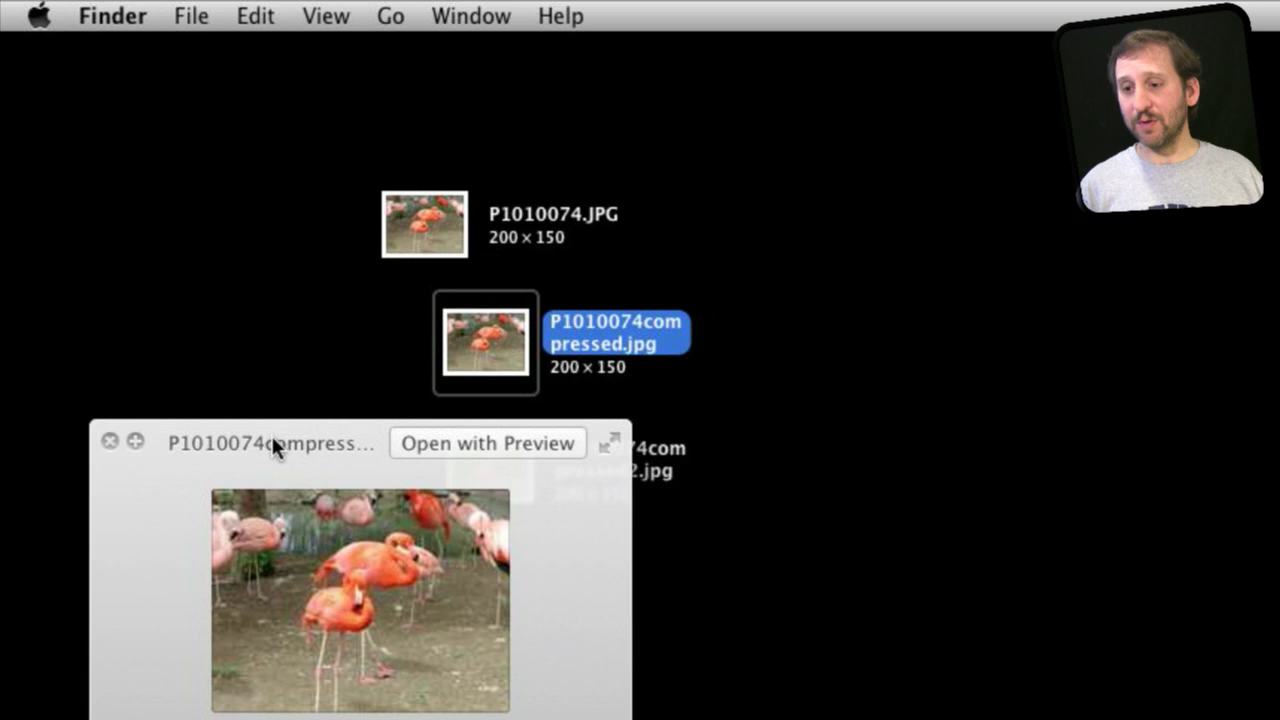 Finder File Edit View Go Window Help
P1010074.JPG
200 × 150
P1010074com
pressed.jpg
200 × 150
P1010074compress... Open with Preview
74com
2.jpg